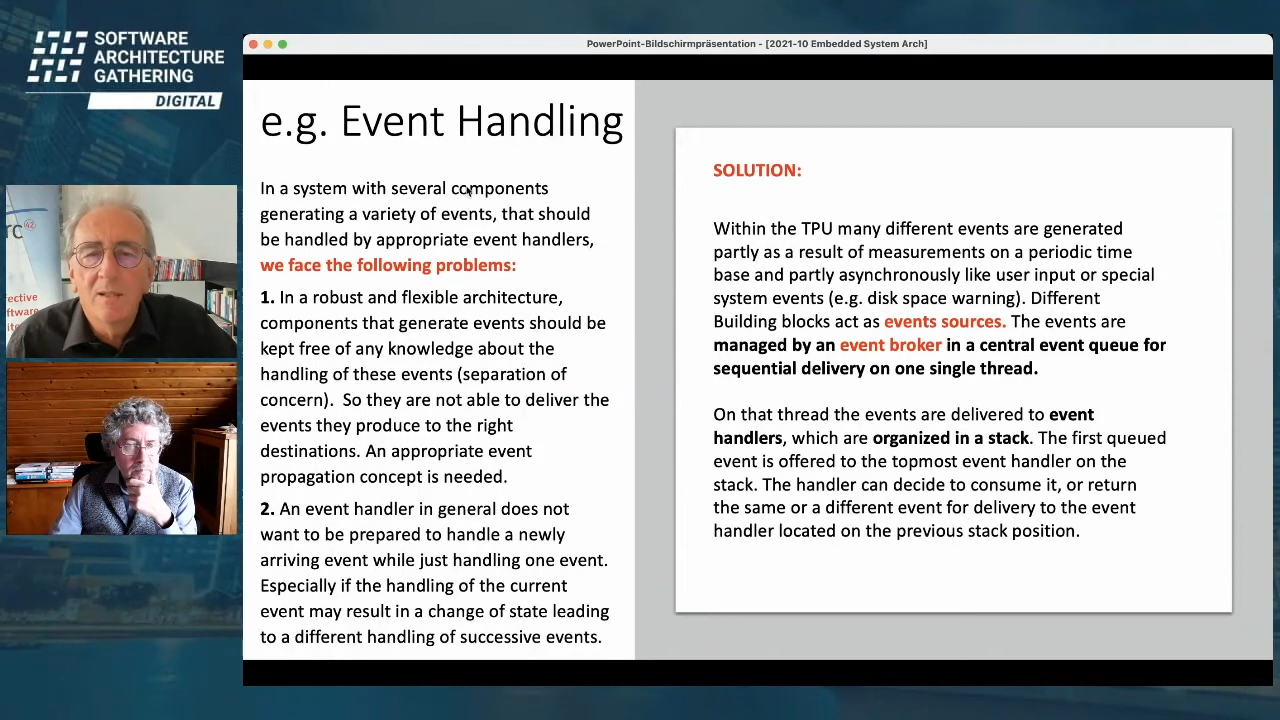 SOFTWARE
ARCHITECTURE
GATHERING
DIGITAL
PowerPoint-Bildschirmpräsentation - [2021-10 Embedded System Arch]
e.g. Event Handling
In a system with several components
generating a variety of events, that should
be handled by appropriate event handlers,
we face the following problems:
1. In a robust and flexible architecture,
components that generate events should be
kept free of any knowledge about the
handling of these events (separation of
concern).  So they are not able to deliver the
events they produce to the right
destinations. An appropriate event
propagation concept is needed.
2. An event handler in general does not
want to be prepared to handle a newly
arriving event while just handling one event.
Especially if the handling of the current
event may result in a change of state leading
to a different handling of successive events.
SOLUTION:
Within the TPU many different events are generated
partly as a result of measurements on a periodic time
base and partly asynchronously like user input or special
system events (e.g. disk space warning). Different
Building blocks act as events sources. The events are
managed by an event broker in a central event queue for
sequential delivery on one single thread.
On that thread the events are delivered to event
handlers, which are organized in a stack. The first queued
event is offered to the topmost event handler on the
stack. The handler can decide to consume it, or return
the same or a different event for delivery to the event
handler located on the previous stack position.
rc42
ective
oftware